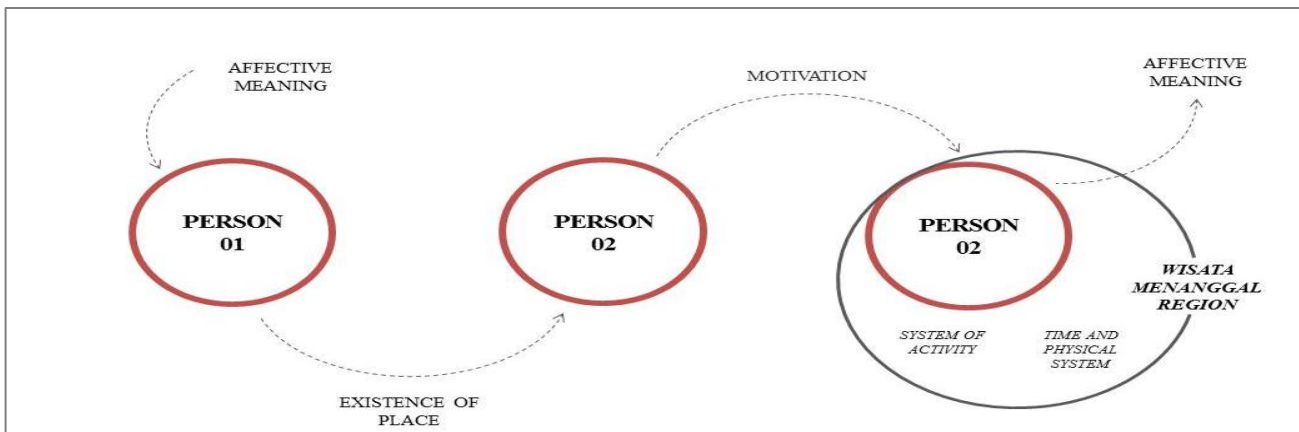 AFFECTIVE
MEANING
PERSON
01
EXISTENCE OF
PLACE
PERSON
02
MOTIVATION
PERSON
02
SYSTEM OF
ACTIVITY
TIME AND
PHYSICAL
SYSTEM
WISATA
MENANGGAL
REGION
AFFECTIVE
MEANING